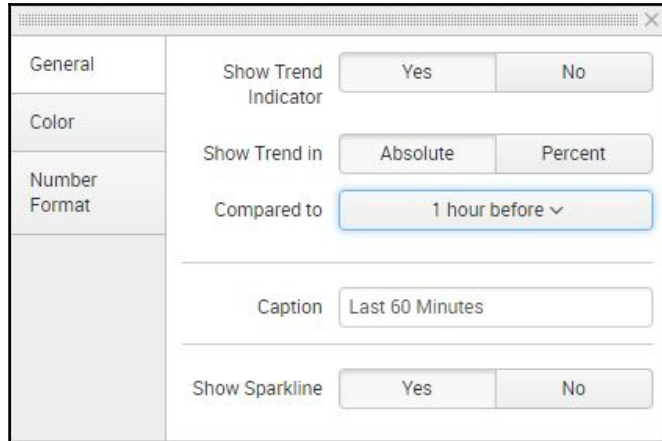 General
Color
Number
Format
Show Trend
Indicator
Yes No
Show Trend in
Absolute Percent
Compared to
1 hour before
Caption
Last 60 Minutes
Show Sparkline
Yes No